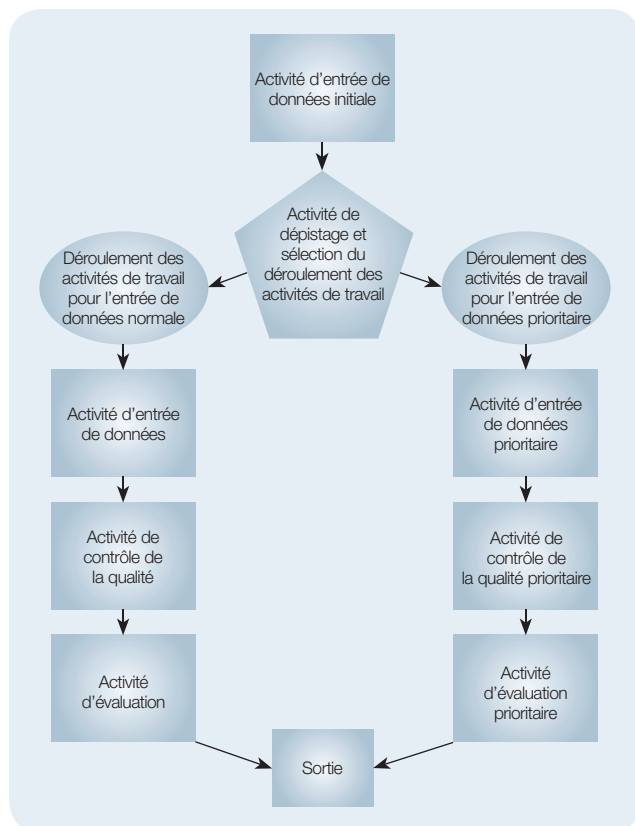 Activité d'entrée de
données initiale
Activité de
dépistage et
sélection du
déroulement des
activités de travail
Déroulement des
activités de travail
pour l'entrée de
données normale
Déroulement des
activités de travail
pour l'entrée de
données prioritaire
Activité d'entrée
de données
Activité d'entrée
de données
prioritaire
Activité de
contrôle de
la qualité
Activité de
contrôle de
la qualité prioritaire
Activité
d'évaluation
Activité
d'évaluation
prioritaire
Sortie